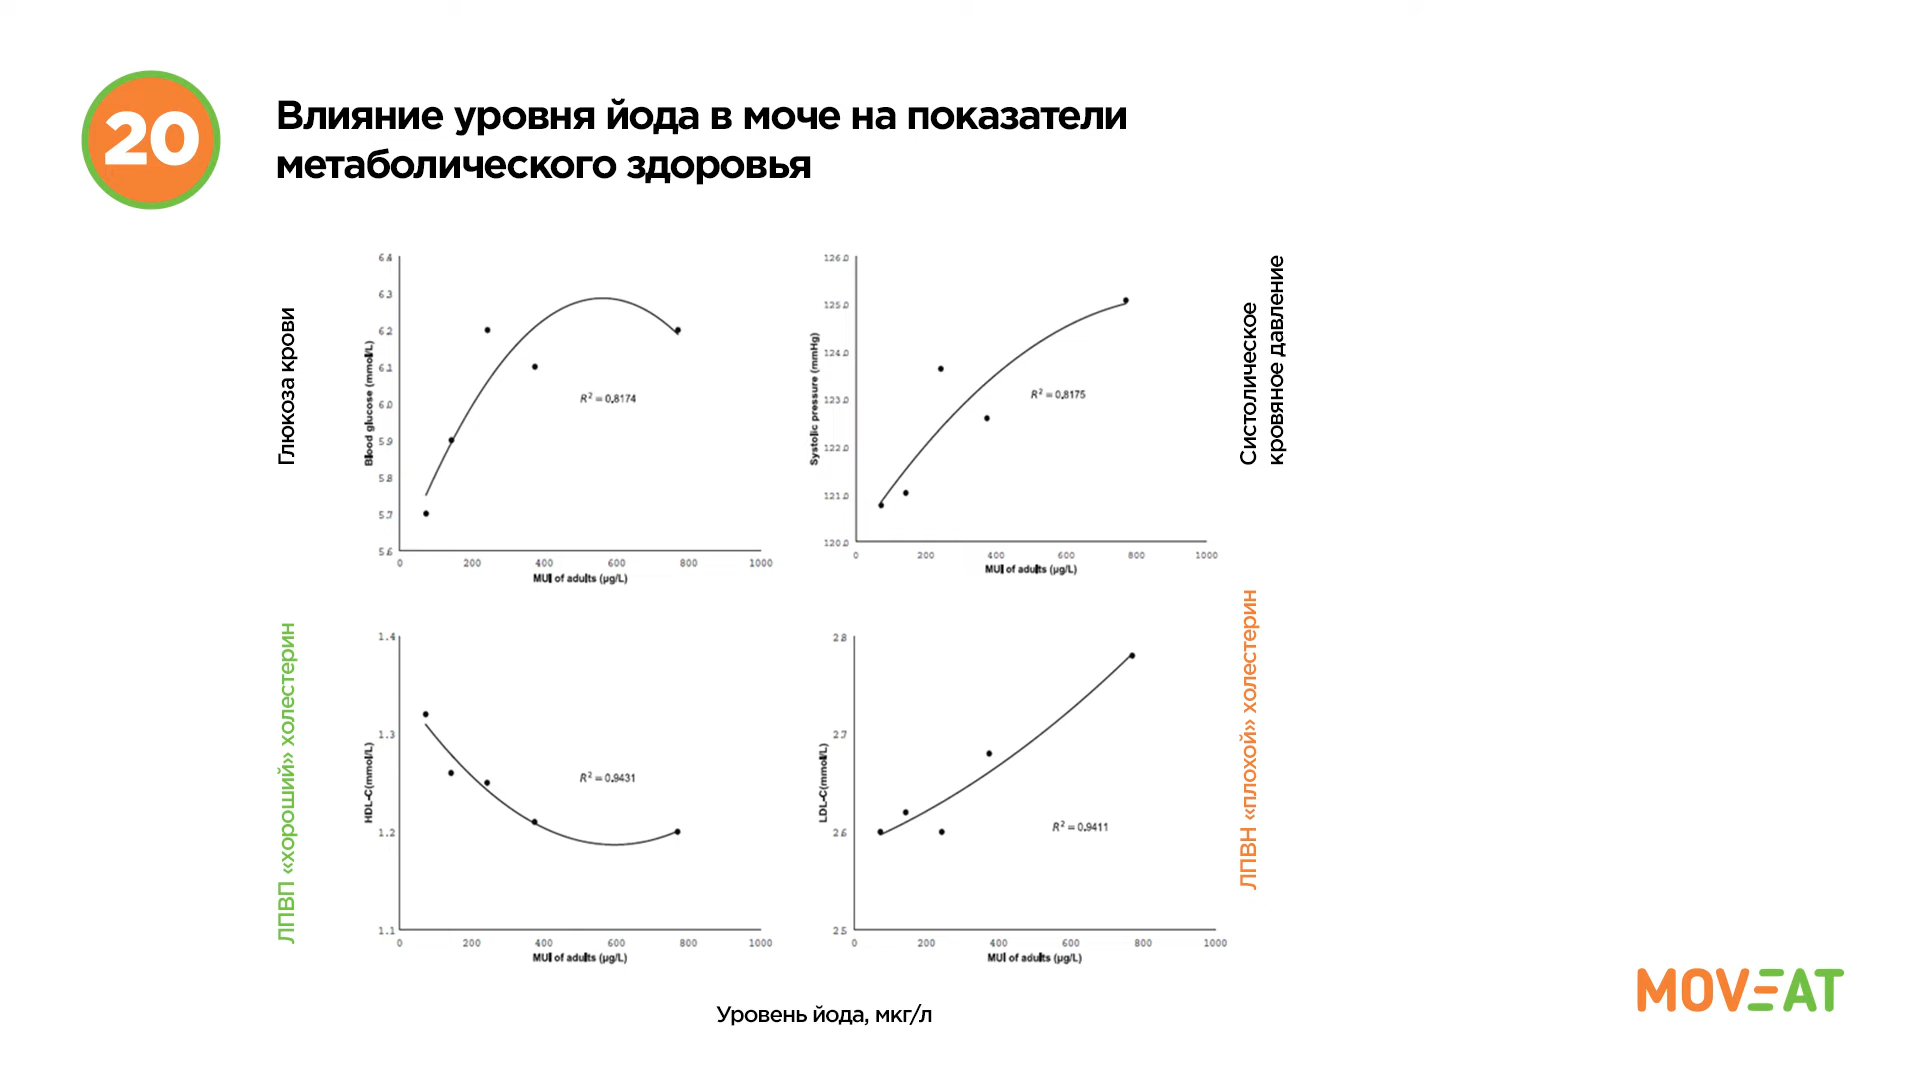 20
Влияние уровня йода в моче на показатели
метаболического здоровья
Глюкоза крови
Blood glucose (mmol/L)
6.4
6.3
6.2
6.1
6.0
5.9
5.8
5.7
5.6
R² = 0.8174
0 200 400 600 800 1000
MUI of adults (µg/L)
Systolic pressure (mmHg)
126.0
125.0
124.0
123.0
122.0
121.0
120.0
R² = 0.8175
0 200 400 600 800 1000
MUI of adults (µg/L)
Систолическое
кровяное давление
ЛПВП «хороший» холестерин
HDL-C(mmol/L)
1.4
1.3
1.2
1.1
R² = 0.9431
0 200 400 600 800 1000
MUI of adults (µg/L)
LDL-C(mmol/L)
2.8
2.7
2.6
2.5
R² = 0.9411
0 200 400 600 800 1000
MUI of adults (µg/L)
ЛПВН «плохой» холестерин
Уровень йода, мкг/л
MOVEAT